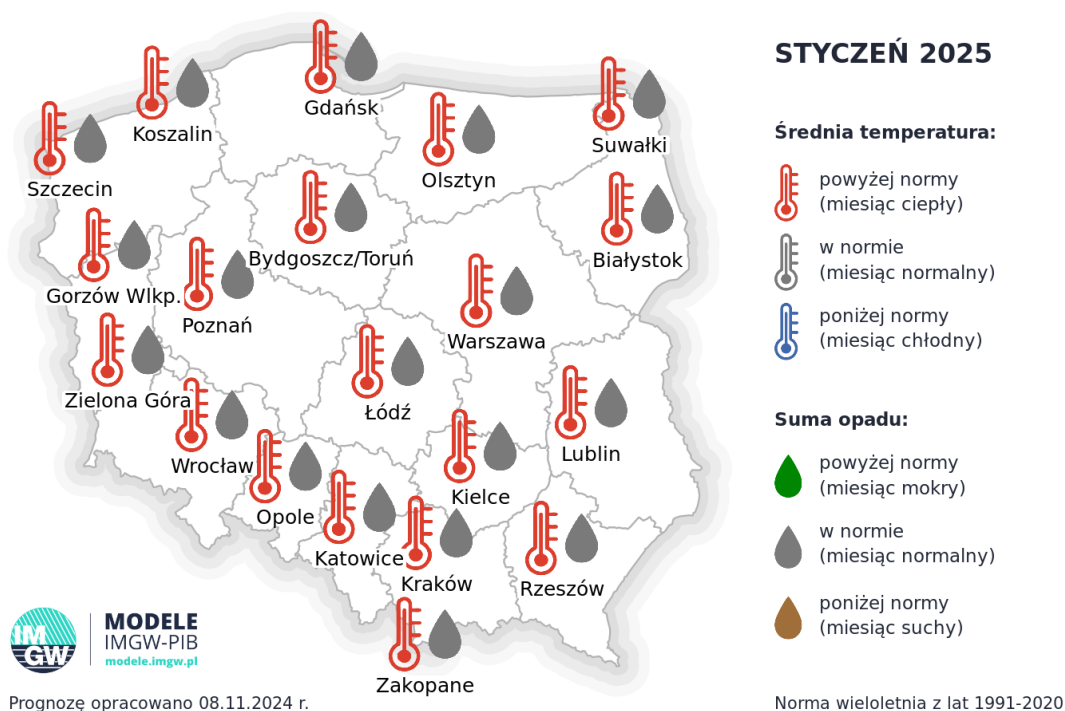 STYCZEŃ 2025
Gdańsk
Koszalin
Suwałki
Olsztyn
Szczecin
Bydgoszcz/Toruń
Białystok
Gorzów Wlkp.
Poznań
Warszawa
Zielona Góra
Łódź
Lublin
Wrocław
Kielce
Opole
Katowice
Kraków
Rzeszów
Zakopane
Średnia temperatura:
powyżej normy
(miesiąc ciepły)
w normie
(miesiąc normalny)
poniżej normy
(miesiąc chłodny)
Suma opadu:
powyżej normy
(miesiąc mokry)
w normie
(miesiąc normalny)
poniżej normy
(miesiąc suchy)
IM
GW
MODELE
IMGW-PIB
modele.imgw.pl
Prognozę opracowano 08.11.2024 r.
Norma wieloletnia z lat 1991-2020